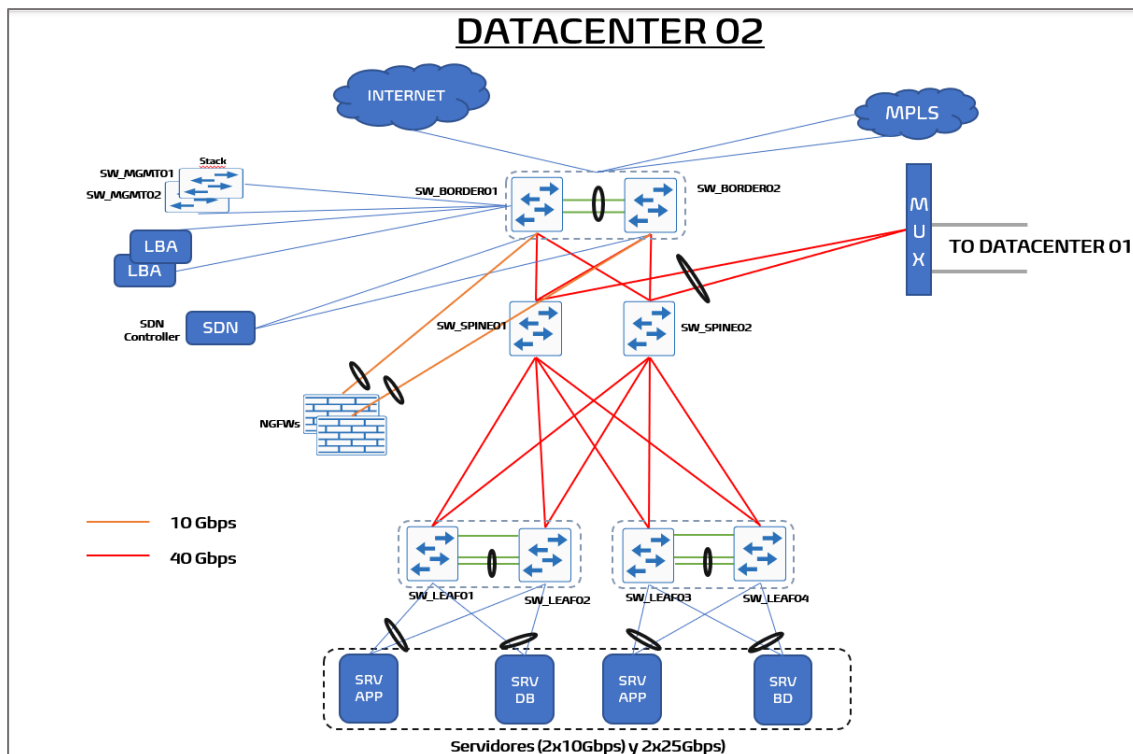 DATACENTER 02
INTERNET
MPLS
Stack
SW_MGMT01
SW_MGMT02
SW_BORDER01
SW_BORDER02
MUX
TO DATACENTER 01
LBA
LBA
SDN
Controller
SDN
SW_SPINE01
SW_SPINE02
NGFWs
10 Gbps
40 Gbps
SW_LEAF01
SW_LEAF02
SW_LEAF03
SW_LEAF04
SRV
APP
SRV
DB
SRV
APP
SRV
BD
Servidores (2x10Gbps) y 2x25Gbps)